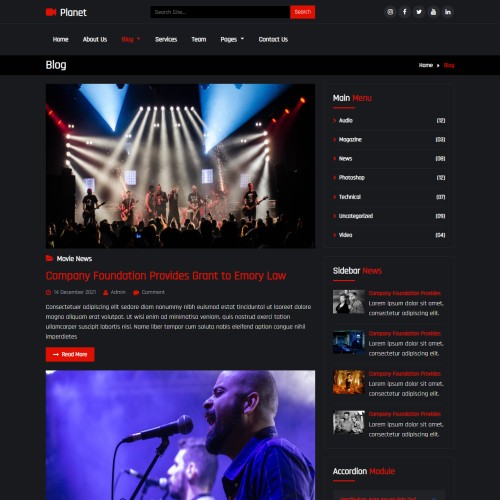 Planet
Search Site...
Search
Home About Us Blog Services Team Pages Contact Us
Blog
Home Blog
Main Menu
Audio (12)
Magazine (03)
News (08)
Photoshop (12)
Technical (07)
Uncategorized (09)
Video (04)
Movie News
Company Foundation Provides Grant to Emory Law
14 December 2021 Admin Comment
Consectetuer adipiscing elit sedare diam nonummy nibh euismod estat tinciduntal ut laoreet dolore
magna aliquam erat volutpat. Ut wisi enim ad minimatisa veniam, quis nostrud exerci tation
ullamcorper suscipit lobortis nisl. Name liber tempor cum soluta nobis eleifend option congue nihil
imperdietes
Read More
Sidebar News
Company Foundation Provides
Lorem ipsum dolor sit amet,
consectetur adipiscing elit.
Company Foundation Provides
Lorem ipsum dolor sit amet,
consectetur adipiscing elit.
Company Foundation Provides
Lorem ipsum dolor sit amet,
consectetur adipiscing elit.
Company Foundation Provides
Lorem ipsum dolor sit amet,
consectetur adipiscing elit.
Accordion Module